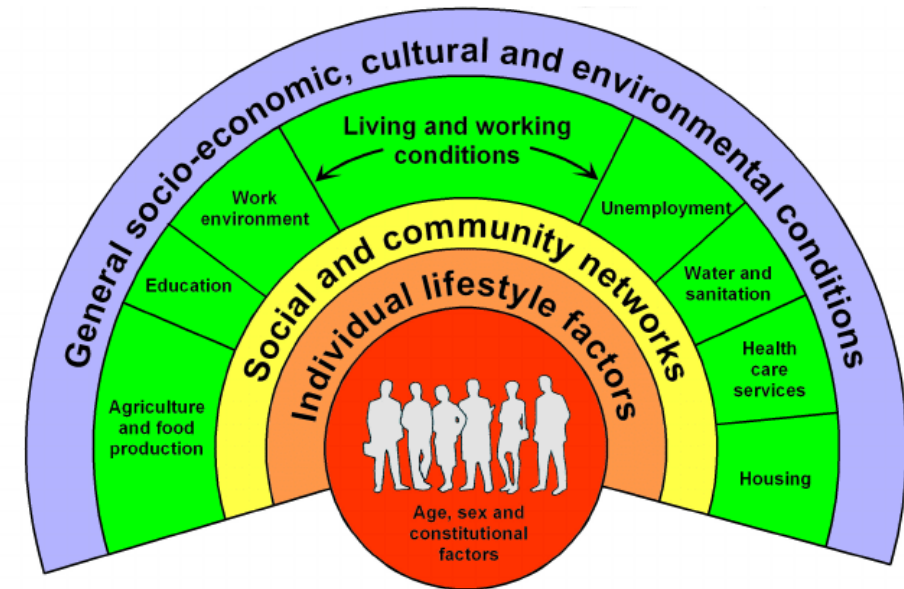 General socio-economic, cultural and environmental conditions
Living and working
conditions
Work
environment
Education
Agriculture
and food
production
Unemployment
Water and
sanitation
Health
care
services
Housing
Social and community networks
Individual lifestyle factors
Age, sex and
constitutional
factors